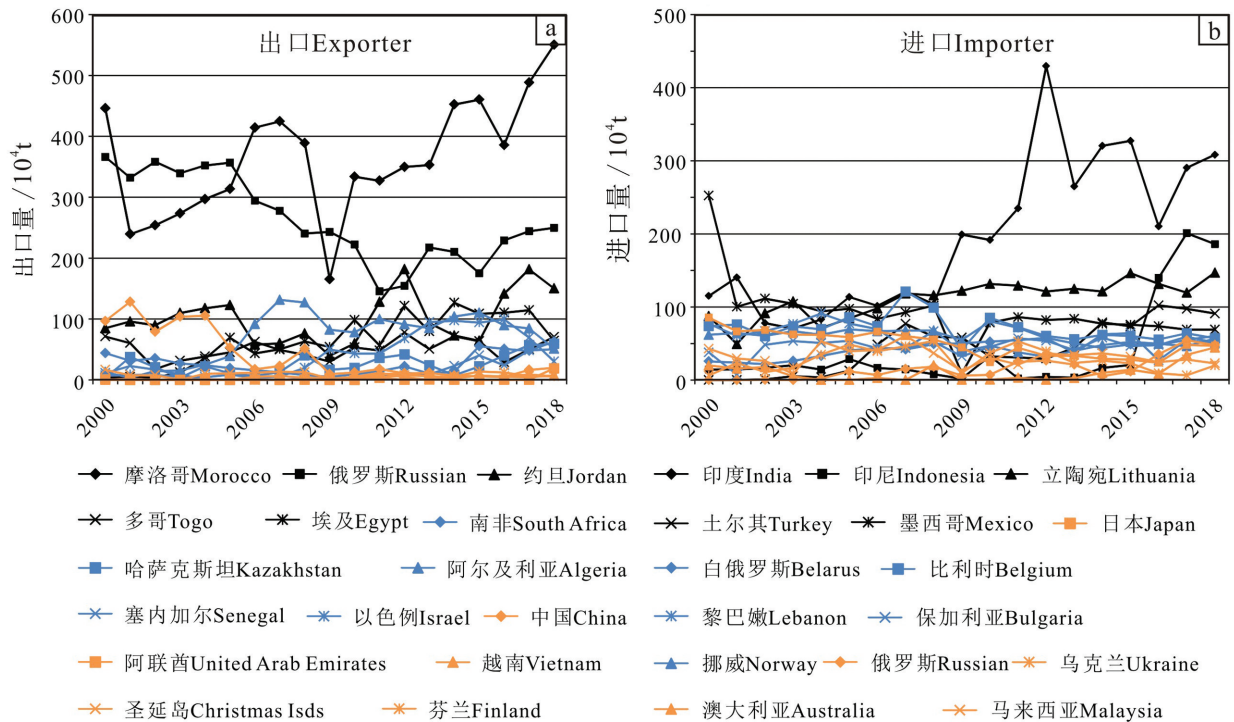 出口Exporter
a
600
500
400
300
200
100
0
出口量 /10⁴t
2000
2003
2006
2009
2012
2015
2018
进口Importer
b
500
400
300
200
100
0
进口量 /10⁴t
2000
2003
2006
2009
2012
2015
2018
摩洛哥Morocco 俄罗斯Russian 约旦Jordan
多哥Togo 埃及Egypt 南非South Africa
哈萨克斯坦Kazakhstan 阿尔及利亚Algeria
塞内加尔Senegal 以色例Israel 中国China
阿联酋United Arab Emirates 越南Vietnam
圣延岛Christmas Isds 芬兰Finland
印度India 印尼Indonesia 立陶宛Lithuania
土尔其Turkey 墨西哥Mexico 日本Japan
白俄罗斯Belarus 比利时Belgium
黎巴嫩Lebanon 保加利亚Bulgaria
挪威Norway 俄罗斯Russian 乌克兰Ukraine
澳大利亚Australia 马来西亚Malaysia